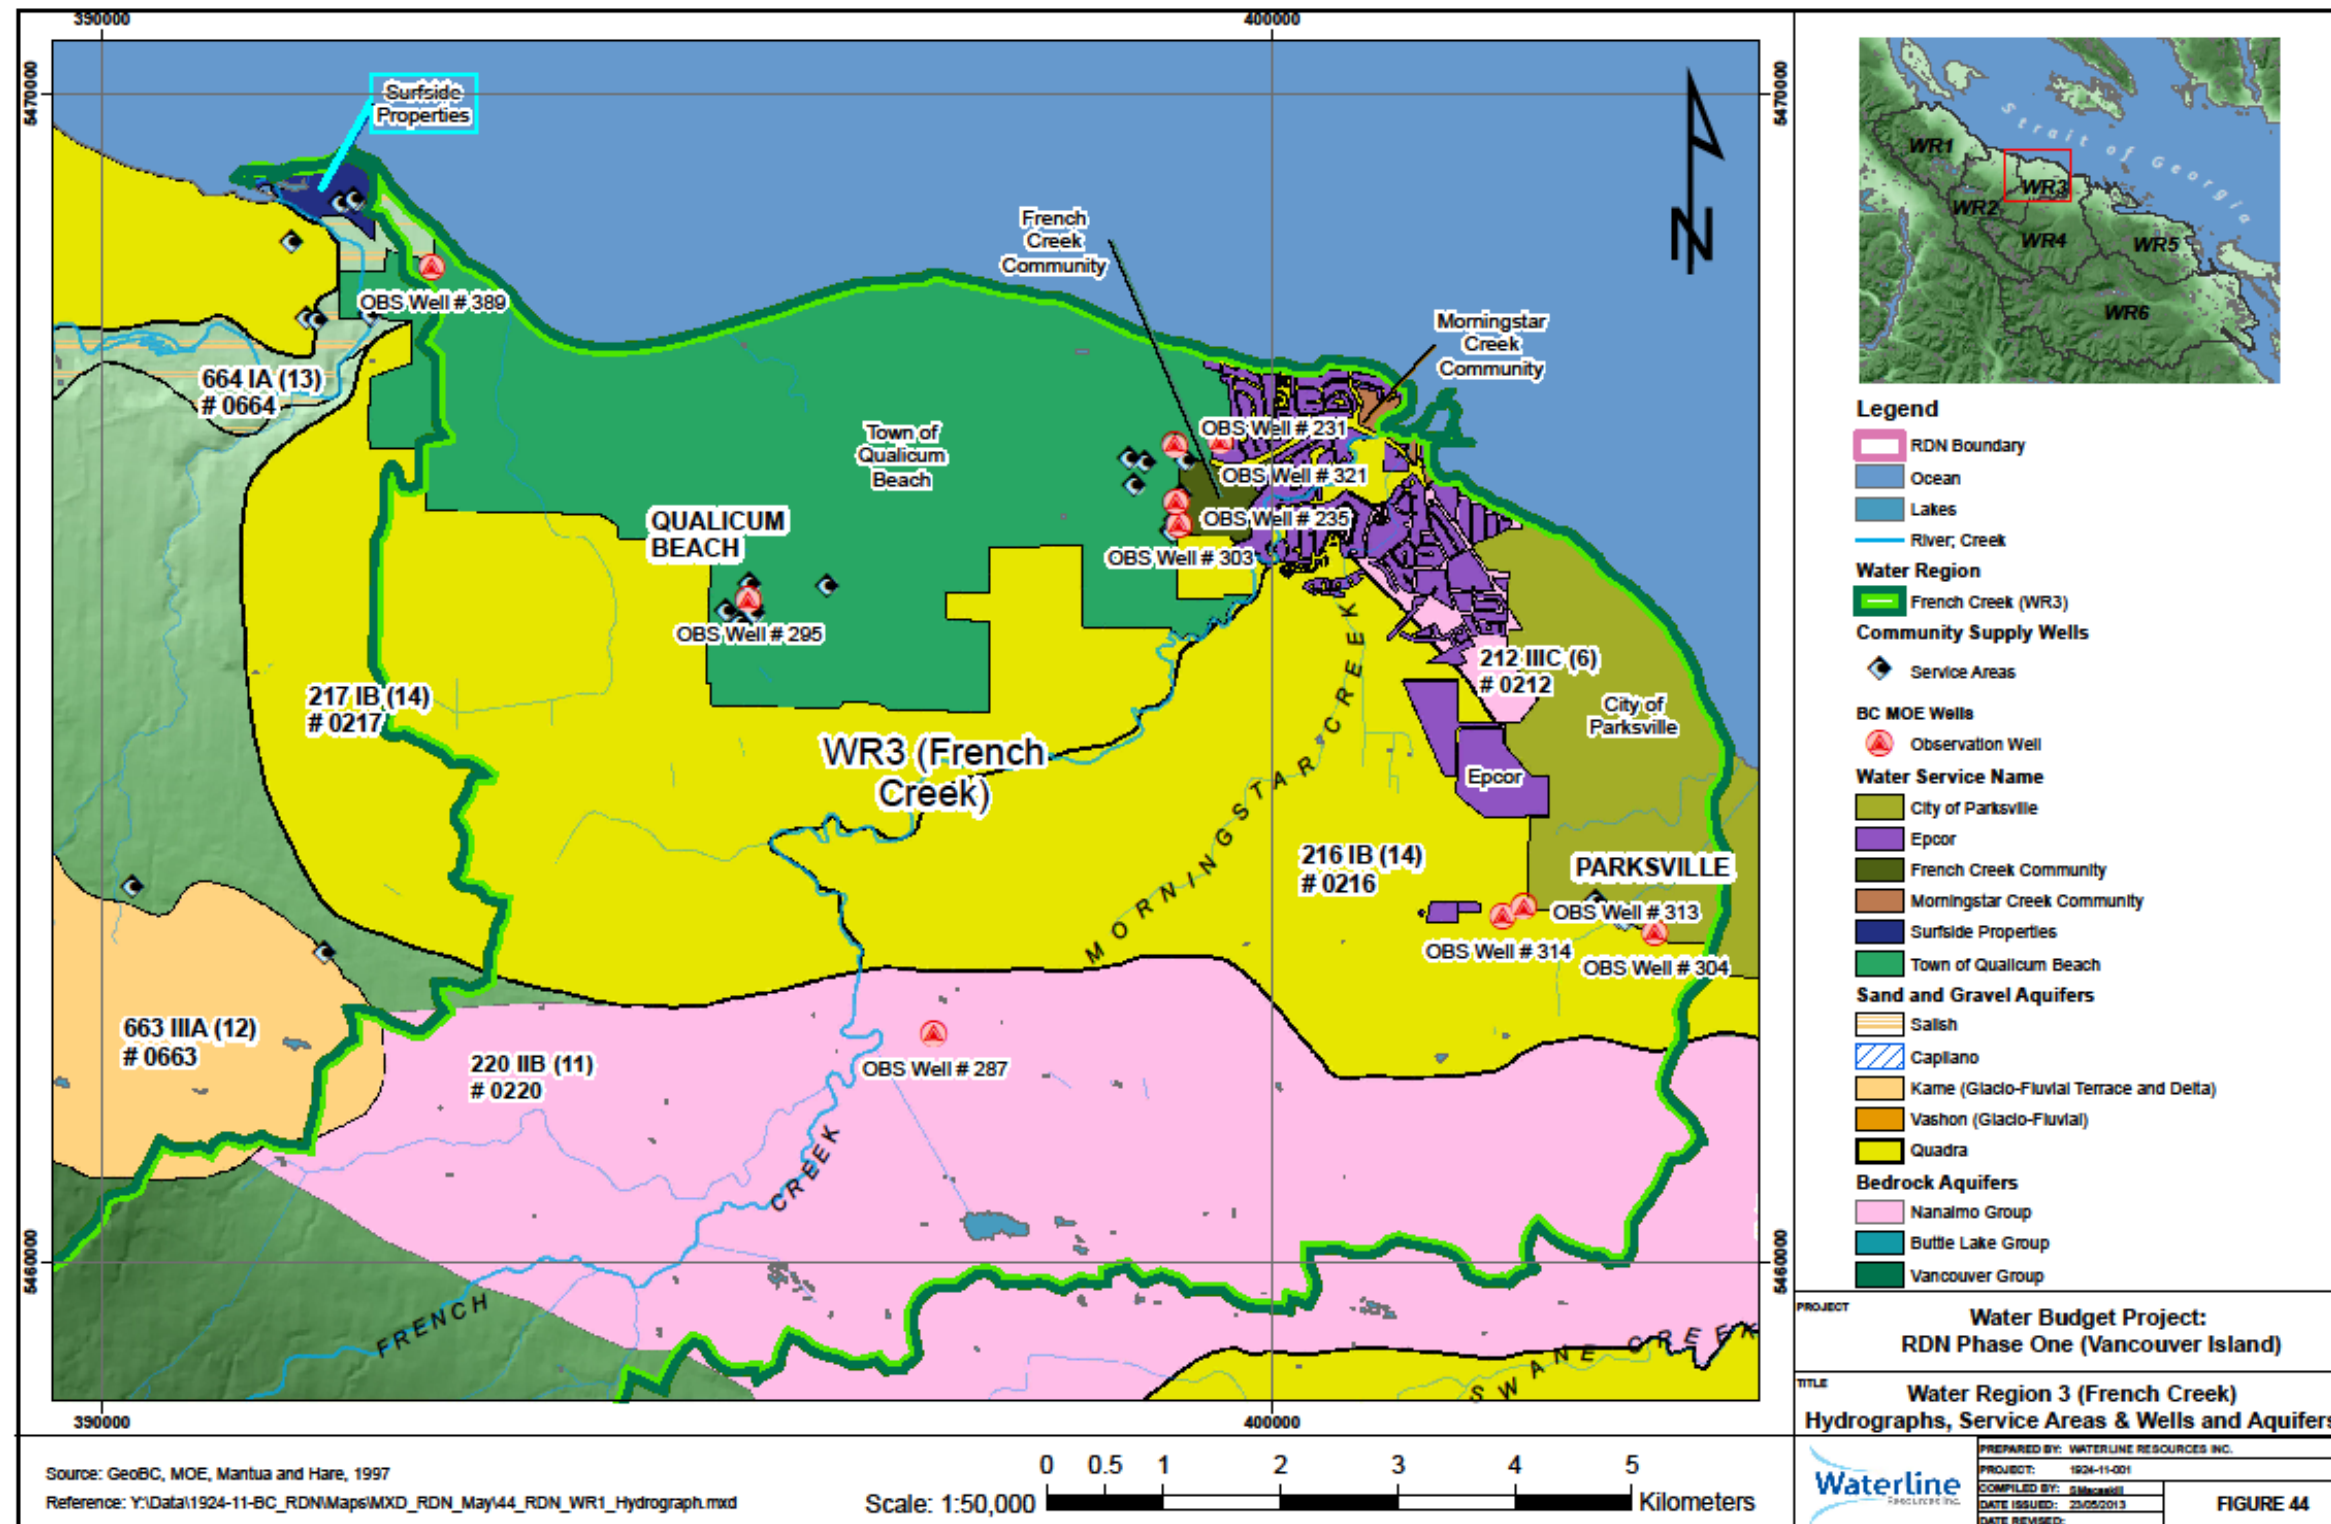 390000
400000
5470000
5470000
Surfside
Properties
French
Creek
Community
Morningstar
Creek
Community
OBS Well # 389
664 IA (13)
# 0664
Town of
Qualicum
Beach
OBS Well # 231
OBS Well # 321
OBS Well # 235
OBS Well # 303
QUALICUM
BEACH
OBS Well # 295
212 IIIC (6)
# 0212
City of
Parksville
217 IB (14)
# 0217
WR3 (French
Creek)
MORNINGSTAR CREEK
Epcor
216 IB (14)
# 0216
PARKSVILLE
OBS Well # 313
OBS Well # 314
OBS Well # 304
663 IIIA (12)
# 0663
220 IIB (11)
# 0220
OBS Well # 287
FRENCH CREEK
SWANE CREEK
5460000
5460000
390000
400000
N
Strait of Georgia
WR1
WR2
WR3
WR4
WR5
WR6
Legend
RDN Boundary
Ocean
Lakes
River; Creek
Water Region
French Creek (WR3)
Community Supply Wells
Service Areas
BC MOE Wells
Observation Well
Water Service Name
City of Parksville
Epcor
French Creek Community
Morningstar Creek Community
Surfside Properties
Town of Qualicum Beach
Sand and Gravel Aquifers
Salish
Capilano
Kame (Glacio-Fluvial Terrace and Delta)
Vashon (Glacio-Fluvial)
Quadra
Bedrock Aquifers
Nanaimo Group
Buttle Lake Group
Vancouver Group
PROJECT
Water Budget Project:
RDN Phase One (Vancouver Island)
TITLE
Water Region 3 (French Creek)
Hydrographs, Service Areas & Wells and Aquifers
Waterline
Resources Inc.
PREPARED BY: WATERLINE RESOURCES INC.
PROJECT: 1924-11-001
COMPILED BY: SMacaskill
DATE ISSUED: 23/05/2013
DATE REVISED:
FIGURE 44
Source: GeoBC, MOE, Mantua and Hare, 1997
Reference: Y:\Data\1924-11-BC_RDN\Maps\MXD_RDN_May\44_RDN_WR1_Hydrograph.mxd
Scale: 1:50,000
0 0.5 1 2 3 4 5
Kilometers